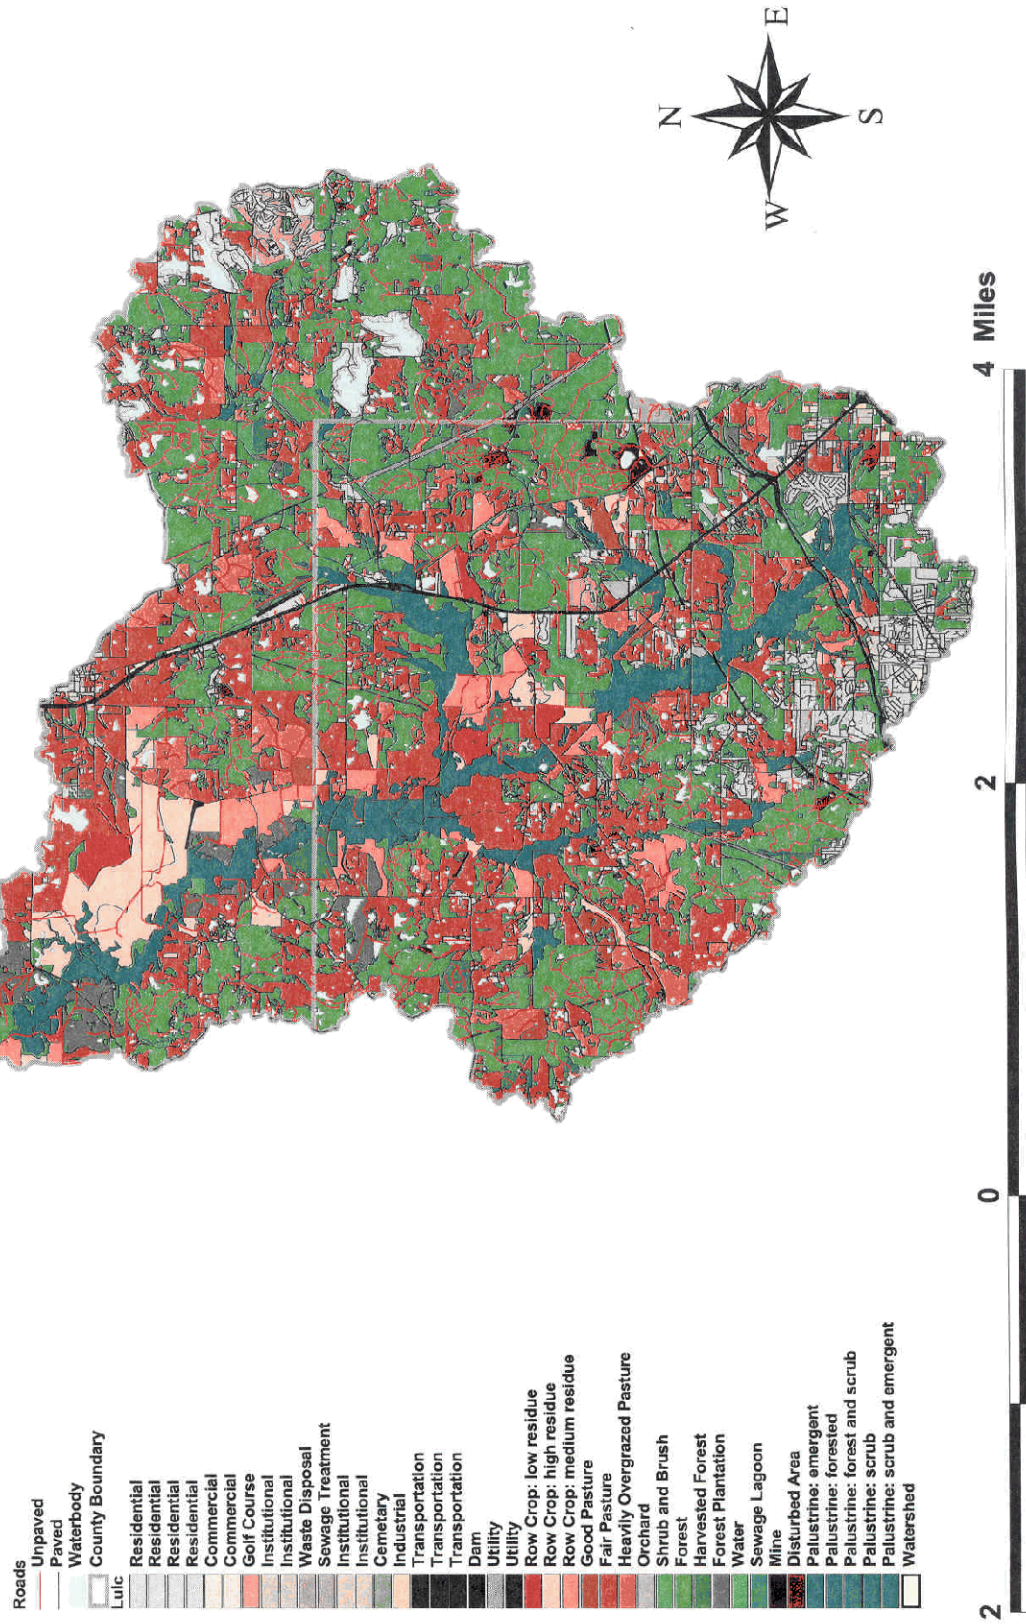 N
E
W
S
Roads
Unpaved
Paved
Waterbody
County Boundary
Lulc
Residential
Residential
Residential
Residential
Commercial
Commercial
Golf Course
Institutional
Institutional
Waste Disposal
Sewage Treatment
Institutional
Institutional
Cemetary
Industrial
Transportation
Transportation
Transportation
Dam
Utility
Utility
Row Crop: low residue
Row Crop: high residue
Row Crop: medium residue
Good Pasture
Fair Pasture
Heavily Overgrazed Pasture
Orchard
Shrub and Brush
Forest
Harvested Forest
Forest Plantation
Water
Sewage Lagoon
Mine
Disturbed Area
Palustrine: emergent
Palustrine: forested
Palustrine: forest and scrub
Palustrine: scrub
Palustrine: scrub and emergent
Watershed
2 0 2 4 Miles